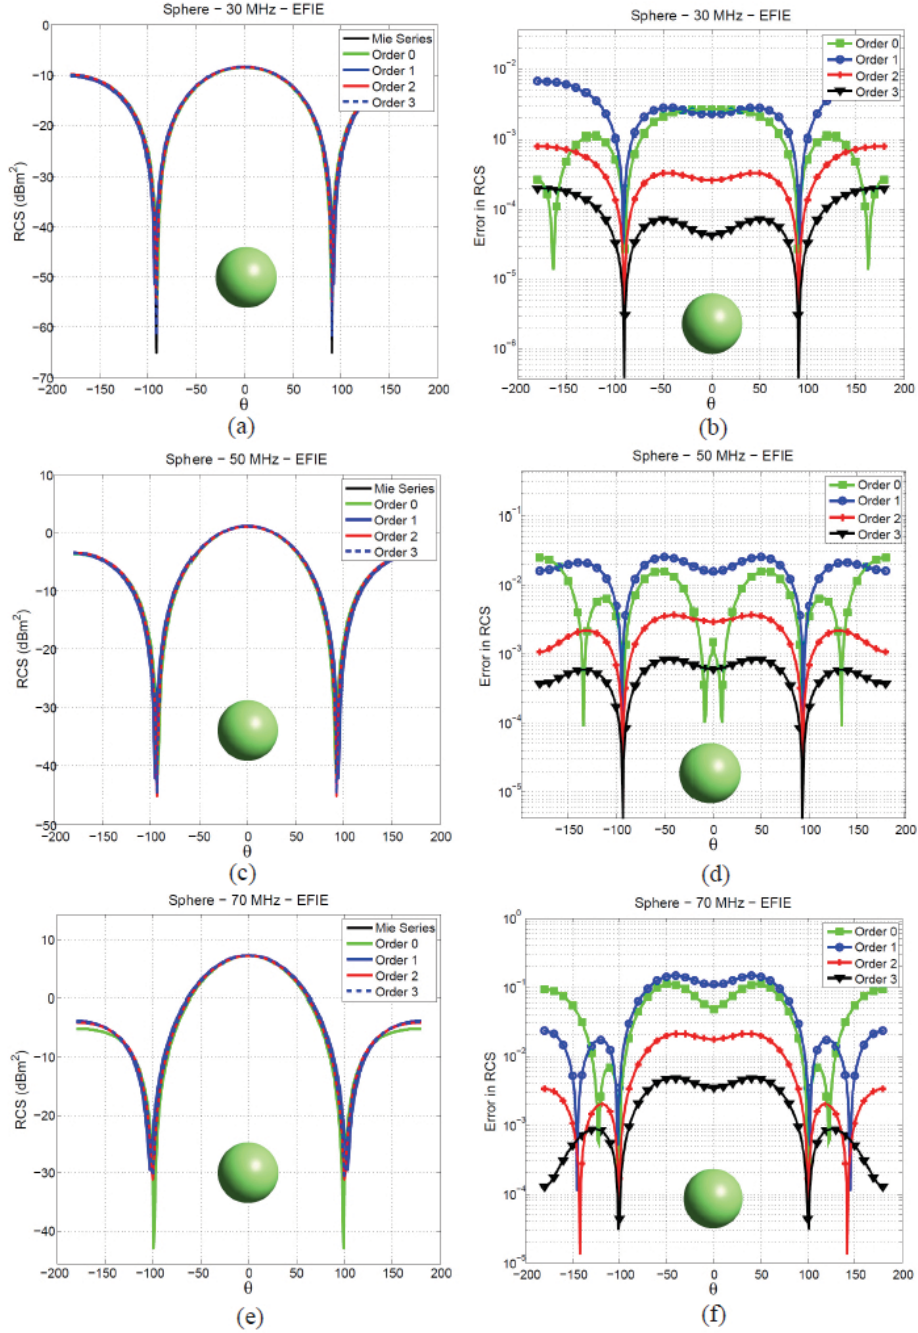 Sphere − 30 MHz − EFIE
RCS (dBm²)
0
−10
−20
−30
−40
−50
−60
−70
Mie Series
Order 0
Order 1
Order 2
Order 3
−200 −150 −100 −50 0 50 100 150 200
θ
(a)
Sphere − 30 MHz − EFIE
Error in RCS
10⁻²
10⁻³
10⁻⁴
10⁻⁵
10⁻⁶
Order 0
Order 1
Order 2
Order 3
−200 −150 −100 −50 0 50 100 150 200
θ
(b)
Sphere − 50 MHz − EFIE
RCS (dBm²)
10
0
−10
−20
−30
−40
−50
Mie Series
Order 0
Order 1
Order 2
Order 3
−200 −150 −100 −50 0 50 100 150 200
θ
(c)
Sphere − 50 MHz − EFIE
Error in RCS
10⁻¹
10⁻²
10⁻³
10⁻⁴
10⁻⁵
Order 0
Order 1
Order 2
Order 3
−150 −100 −50 0 50 100 150 200
θ
(d)
Sphere − 70 MHz − EFIE
RCS (dBm²)
10
0
−10
−20
−30
−40
Mie Series
Order 0
Order 1
Order 2
Order 3
−200 −150 −100 −50 0 50 100 150 200
θ
(e)
Sphere − 70 MHz − EFIE
Error in RCS
10⁰
10⁻¹
10⁻²
10⁻³
10⁻⁴
10⁻⁵
Order 0
Order 1
Order 2
Order 3
−200 −150 −100 −50 0 50 100 150 200
θ
(f)